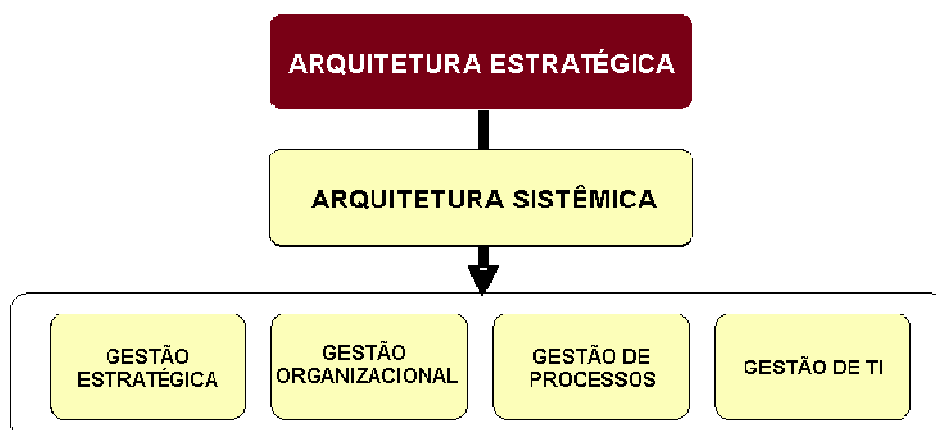 ARQUITETURA ESTRATÉGICA
ARQUITETURA SISTÊMICA
GESTÃO
ESTRATÉGICA
GESTÃO
ORGANIZACIONAL
GESTÃO DE
PROCESSOS
GESTÃO DE TI